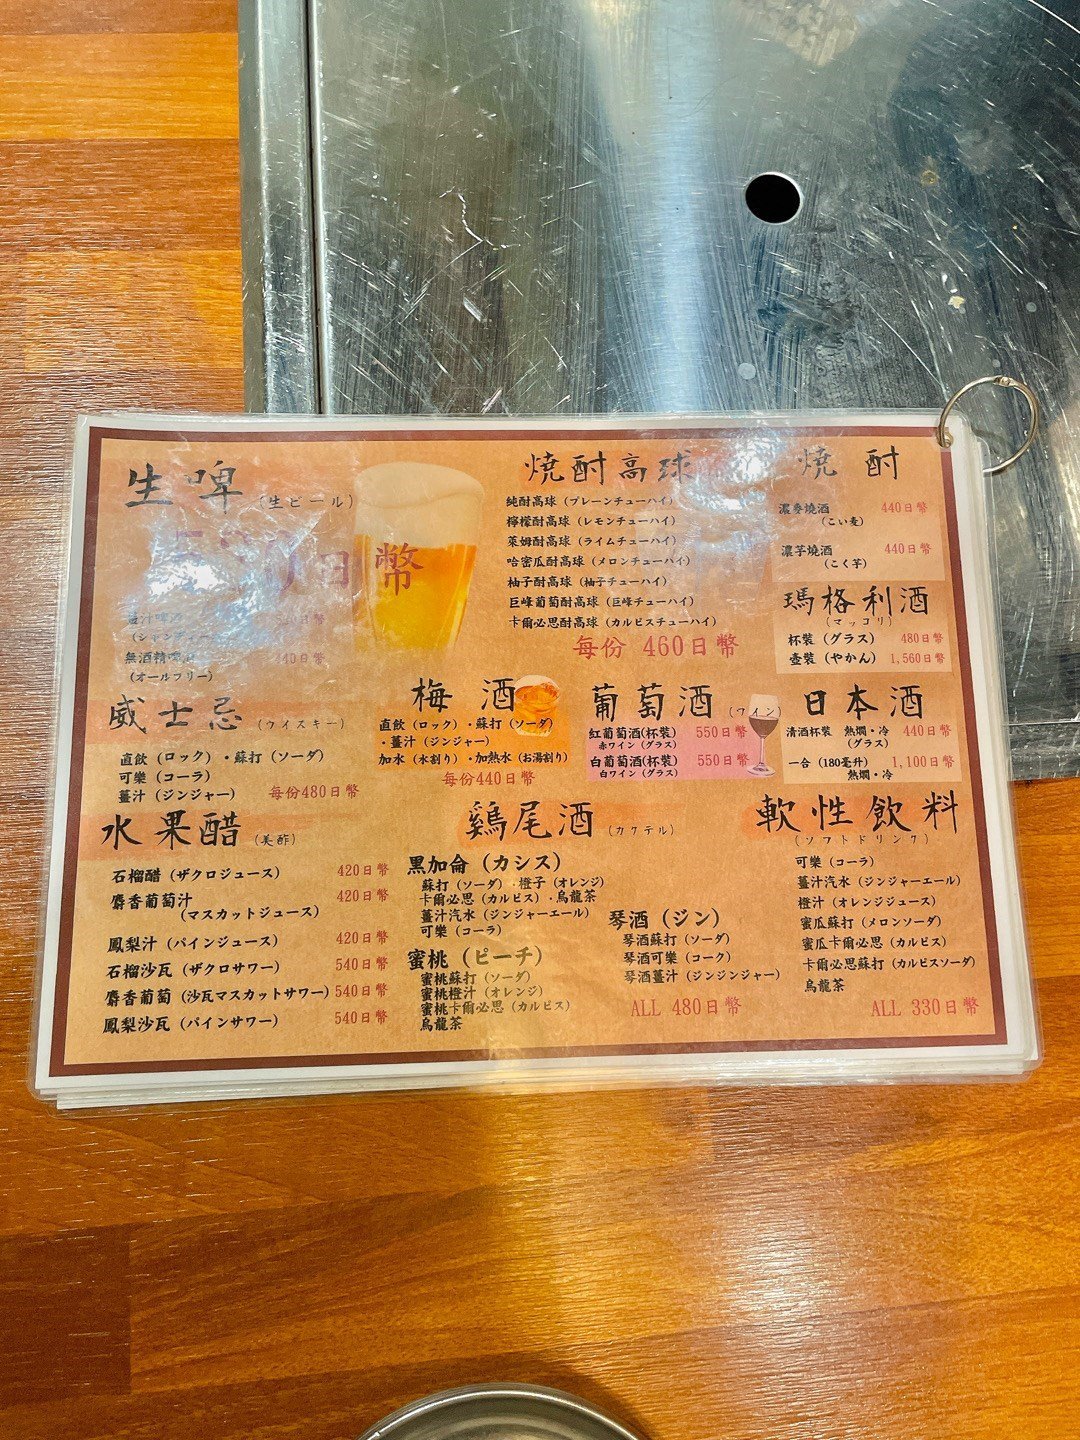 生啤 (生ビール)
日幣
無酒精啤
(オールフリー)
440日幣
焼酎高球
純酎高球 (プレーンチューハイ)
檸檬酎高球 (レモンチューハイ)
萊姆酎高球 (ライムチューハイ)
哈密瓜酎高球 (メロンチューハイ)
柚子酎高球 (柚子チューハイ)
巨峰葡萄酎高球 (巨峰チューハイ)
卡爾必思酎高球 (カルピスチューハイ)
每份 460日幣
焼酎
濃麥燒酒 440日幣
(こい麦)
濃芋燒酒 440日幣
(こく芋)
瑪格利酒
(マッコリ)
杯裝 (グラス) 480日幣
壺裝 (やかん) 1,560日幣
威士忌 (ウイスキー)
直飲 (ロック)・蘇打 (ソーダ)
可樂 (コーラ)
薑汁 (ジンジャー) 每份480日幣
梅酒
直飲 (ロック)・蘇打 (ソーダ)
・薑汁 (ジンジャー)
加水 (水割り)・加熱水 (お湯割り)
每份440日幣
葡萄酒 (ワイン)
紅葡萄酒(杯裝) 550日幣
赤ワイン (グラス)
白葡萄酒(杯裝) 550日幣
白ワイン (グラス)
日本酒
清酒杯裝 熱燗・冷 440日幣
(グラス)
一合 (180毫升) 1,100日幣
熱燗・冷
水果醋 (美酢)
石榴醋 (ザクロジュース) 420日幣
麝香葡萄汁 420日幣
(マスカットジュース)
鳳梨汁 (パインジュース) 420日幣
石榴沙瓦 (ザクロサワー) 540日幣
麝香葡萄 (沙瓦マスカットサワー) 540日幣
鳳梨沙瓦 (パインサワー) 540日幣
鷄尾酒 (カクテル)
黑加侖 (カシス)
蘇打 (ソーダ)・橙子 (オレンジ)
卡爾必思 (カルピス)・烏龍茶
薑汁汽水 (ジンジャーエール)
可樂 (コーラ)
蜜桃 (ピーチ)
蜜桃蘇打 (ソーダ)
蜜桃橙汁 (オレンジ)
蜜桃卡爾必思 (カルピス)
烏龍茶
琴酒 (ジン)
琴酒蘇打 (ソーダ)
琴酒可樂 (コーク)
琴酒薑汁 (ジンジンジャー)
ALL 480日幣
軟性飲料
(ソフトドリンク)
可樂 (コーラ)
薑汁汽水 (ジンジャーエール)
橙汁 (オレンジジュース)
蜜瓜蘇打 (メロンソーダ)
蜜瓜卡爾必思 (カルピス)
卡爾必思蘇打 (カルピスソーダ)
烏龍茶
ALL 330日幣